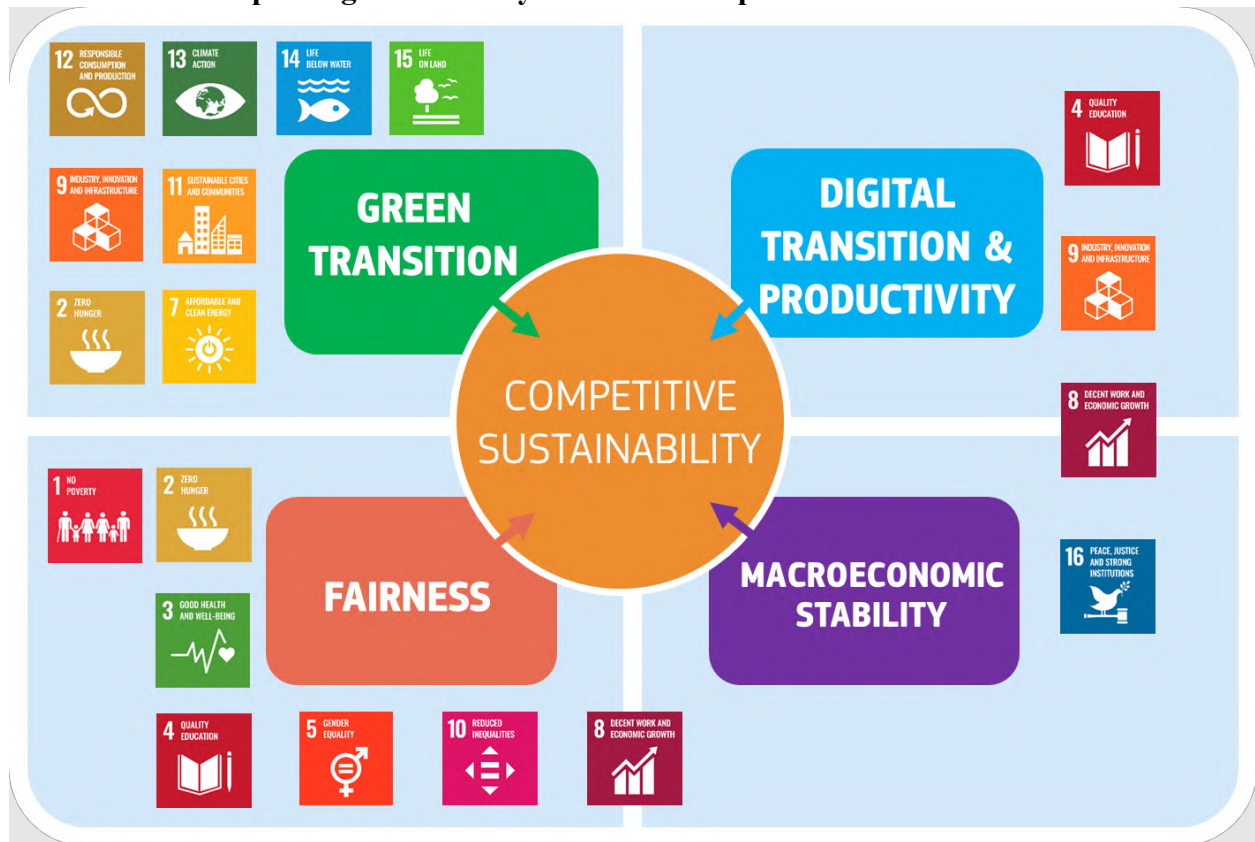 12 RESPONSIBLE
CONSUMPTION
AND PRODUCTION
13 CLIMATE
ACTION
14 LIFE
BELOW WATER
15 LIFE
ON LAND
9 INDUSTRY, INNOVATION
AND INFRASTRUCTURE
11 SUSTAINABLE CITIES
AND COMMUNITIES
2 ZERO
HUNGER
7 AFFORDABLE AND
CLEAN ENERGY
GREEN
TRANSITION
DIGITAL
TRANSITION &
PRODUCTIVITY
4 QUALITY
EDUCATION
9 INDUSTRY, INNOVATION
AND INFRASTRUCTURE
8 DECENT WORK AND
ECONOMIC GROWTH
COMPETITIVE
SUSTAINABILITY
1 NO
POVERTY
2 ZERO
HUNGER
3 GOOD HEALTH
AND WELL-BEING
FAIRNESS
4 QUALITY
EDUCATION
5 GENDER
EQUALITY
10 REDUCED
INEQUALITIES
8 DECENT WORK AND
ECONOMIC GROWTH
MACROECONOMIC
STABILITY
16 PEACE, JUSTICE
AND STRONG
INSTITUTIONS